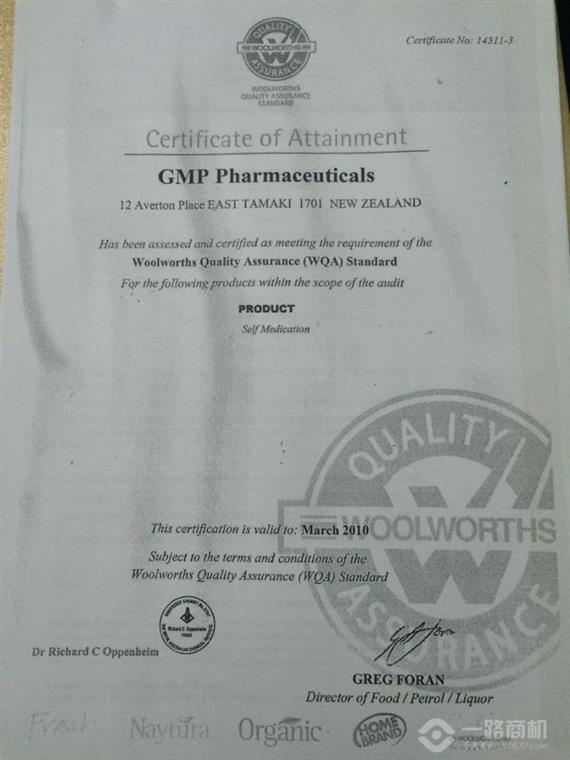 QUALITY
WOOLWORTHS
ASSURANCE
WOOLWORTHS
QUALITY ASSURANCE
STANDARD
Certificate No: 14311-3
Certificate of Attainment
GMP Pharmaceuticals
12 Averton Place EAST TAMAKI 1701 NEW ZEALAND
Has been assessed and certified as meeting the requirement of the
Woolworths Quality Assurance (WQA) Standard
For the following products within the scope of the audit
PRODUCT
Self Medication
QUALITY
WOOLWORTHS
ASSURANCE
This certification is valid to: March 2010
Subject to the terms and conditions of the
Woolworths Quality Assurance (WQA) Standard
Richard C. Oppenheim
Dr Richard C Oppenheim
GREG FORAN
Director of Food / Petrol / Liquor
Fresh
Naytura
Organic
HOME
BRAND
WOOLWORTHS
一路商机